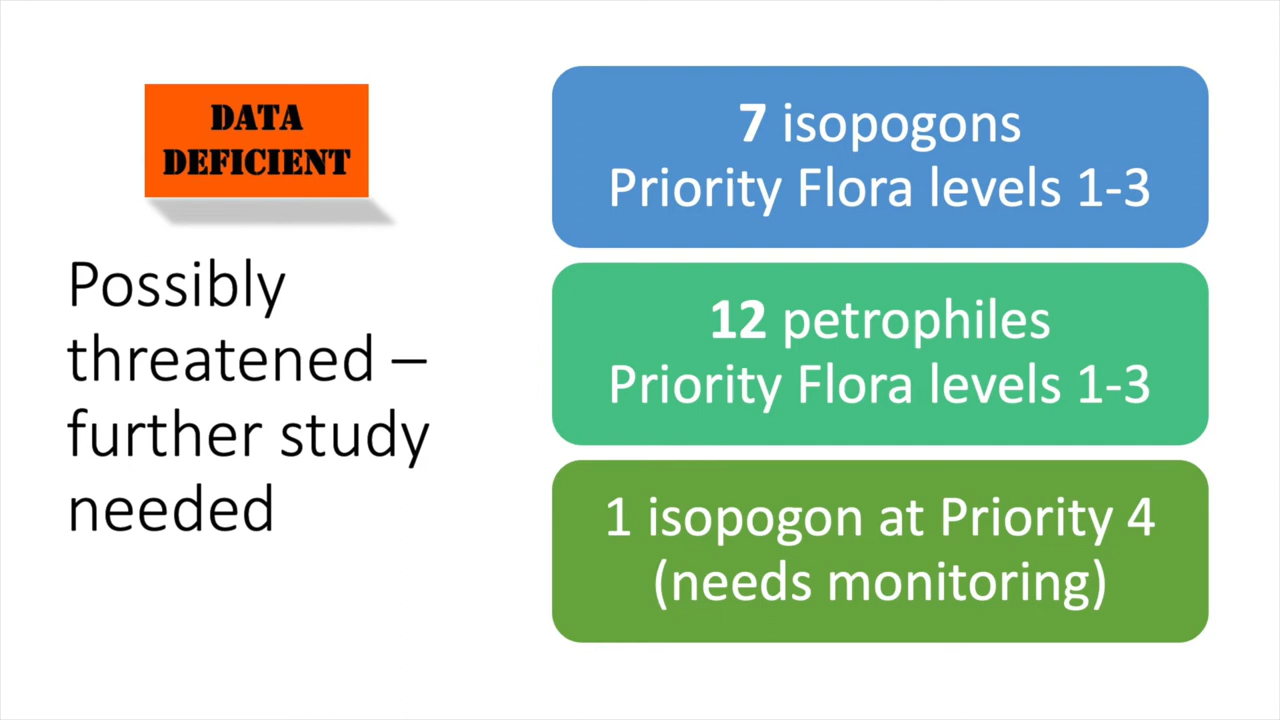 DATA
DEFICIENT
Possibly
threatened –
further study
needed
7 isopogons
Priority Flora levels 1-3
12 petrophiles
Priority Flora levels 1-3
1 isopogon at Priority 4
(needs monitoring)